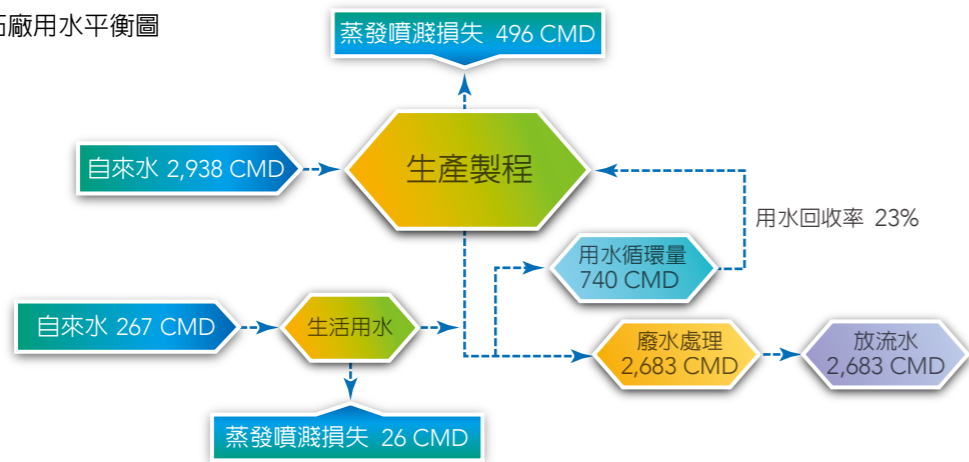 廠用水平衡圖
蒸發噴濺損失 496 CMD
自來水 2,938 CMD
生產製程
用水回收率 23%
用水循環量
740 CMD
自來水 267 CMD
生活用水
廢水處理
2,683 CMD
放流水
2,683 CMD
蒸發噴濺損失 26 CMD